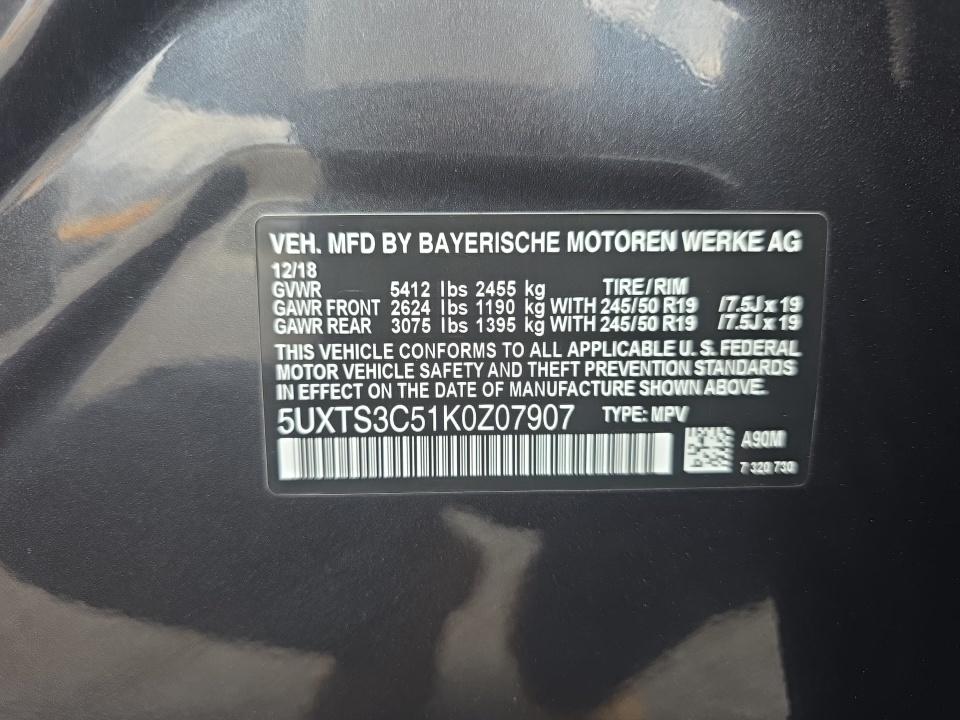 VEH. MFD BY BAYERISCHE MOTOREN WERKE AG
12/18
GVWR 5412 lbs 2455 kg TIRE/RIM
GAWR FRONT 2624 lbs 1190 kg WITH 245/50 R19 /7.5J x 19
GAWR REAR 3075 lbs 1395 kg WITH 245/50 R19 /7.5J x 19
THIS VEHICLE CONFORMS TO ALL APPLICABLE U. S. FEDERAL
MOTOR VEHICLE SAFETY AND THEFT PREVENTION STANDARDS
IN EFFECT ON THE DATE OF MANUFACTURE SHOWN ABOVE.
5UXTS3C51K0Z07907 TYPE: MPV
A90M
7 320 730